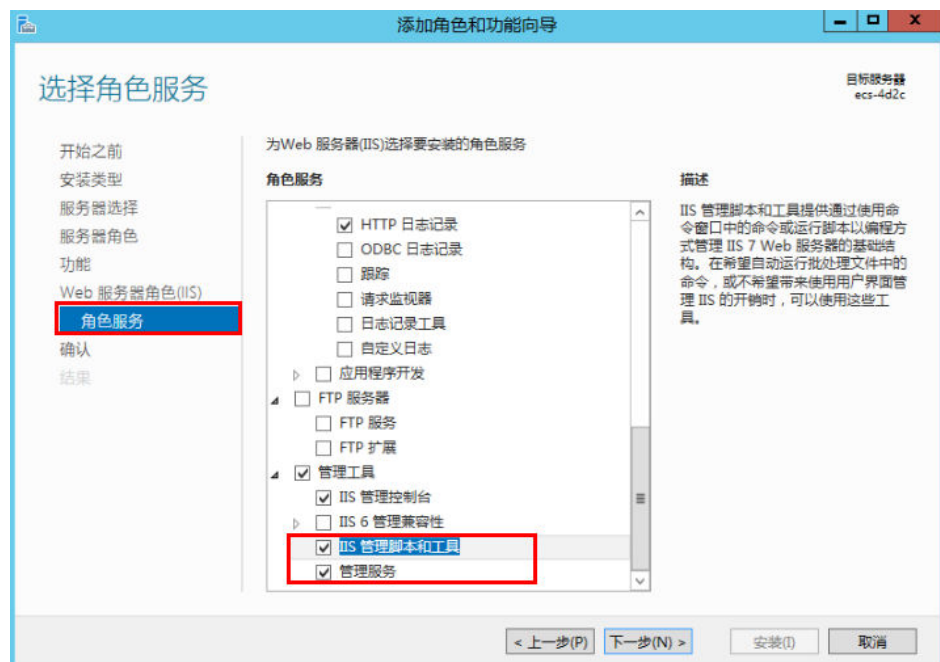 添加角色和功能向导
选择角色服务
目标服务器
ecs-4d2c
开始之前
安装类型
服务器选择
服务器角色
功能
Web 服务器角色(IIS)
角色服务
确认
结果
为Web 服务器(IIS)选择要安装的角色服务
角色服务
HTTP 日志记录
ODBC 日志记录
跟踪
请求监视器
日志记录工具
自定义日志
应用程序开发
FTP 服务器
FTP 服务
FTP 扩展
管理工具
IIS 管理控制台
IIS 6 管理兼容性
IIS 管理脚本和工具
管理服务
描述
IIS 管理脚本和工具提供通过使用命
令窗口中的命令或运行脚本以编程方
式管理 IIS 7 Web 服务器的基础结
构。在希望自动运行批处理文件中的
命令，或不希望带来使用用户界面管
理 IIS 的开销时，可以使用这些工
具。
< 上一步(P)
下一步(N) >
安装(I)
取消